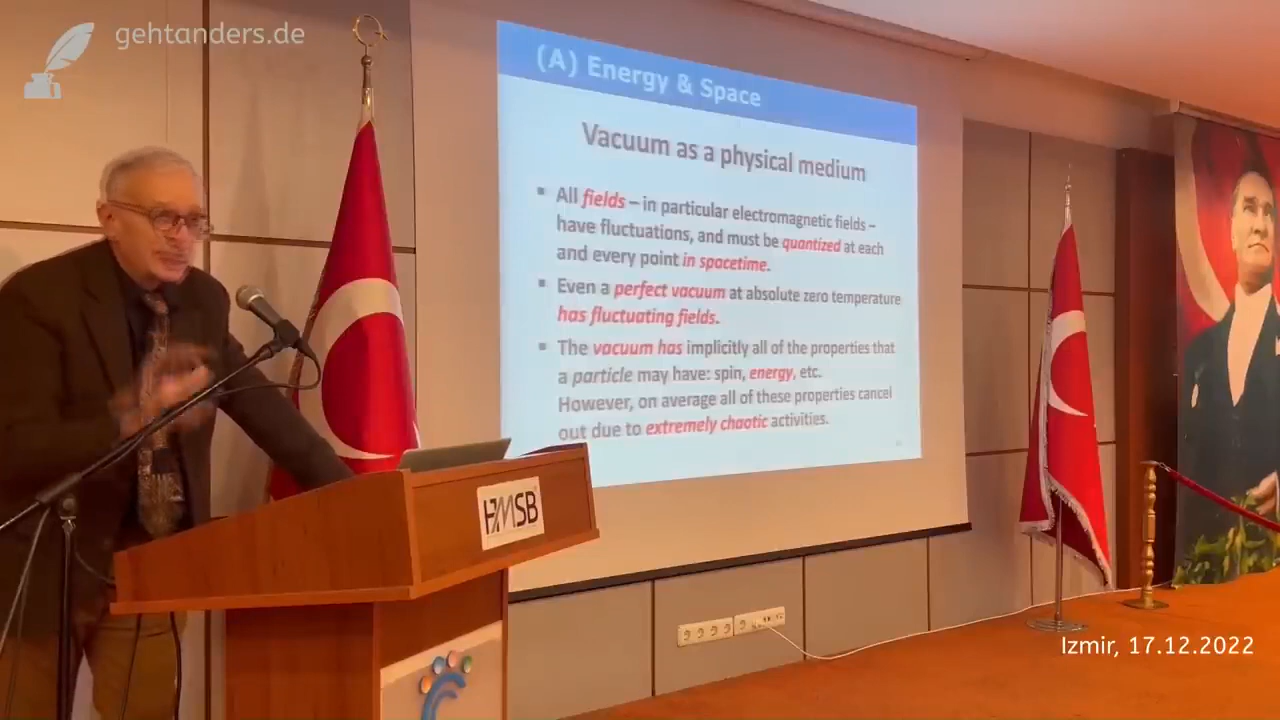 gehtanders.de
(A) Energy & Space
Vacuum as a physical medium
▪ All fields – in particular electromagnetic fields –
have fluctuations, and must be quantized at each
and every point in spacetime.
▪ Even a perfect vacuum at absolute zero temperature
has fluctuating fields.
▪ The vacuum has implicitly all of the properties that
a particle may have: spin, energy, etc.
However, on average all of these properties cancel
out due to extremely chaotic activities.
HMSB
Izmir, 17.12.2022